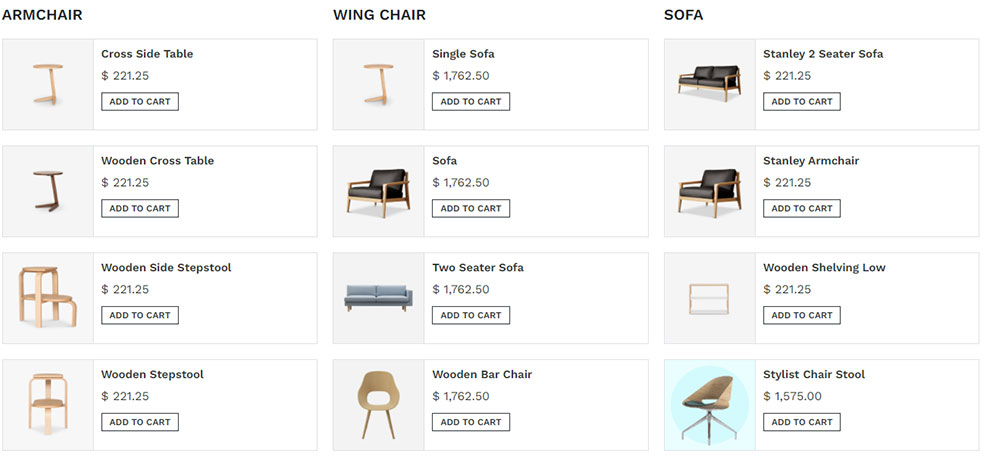 ARMCHAIR
Cross Side Table
$ 221.25
ADD TO CART
Wooden Cross Table
$ 221.25
ADD TO CART
Wooden Side Stepstool
$ 221.25
ADD TO CART
Wooden Stepstool
$ 221.25
ADD TO CART
WING CHAIR
Single Sofa
$ 1,762.50
ADD TO CART
Sofa
$ 1,762.50
ADD TO CART
Two Seater Sofa
$ 1,762.50
ADD TO CART
Wooden Bar Chair
$ 1,762.50
ADD TO CART
SOFA
Stanley 2 Seater Sofa
$ 221.25
ADD TO CART
Stanley Armchair
$ 221.25
ADD TO CART
Wooden Shelving Low
$ 221.25
ADD TO CART
Stylist Chair Stool
$ 1,575.00
ADD TO CART